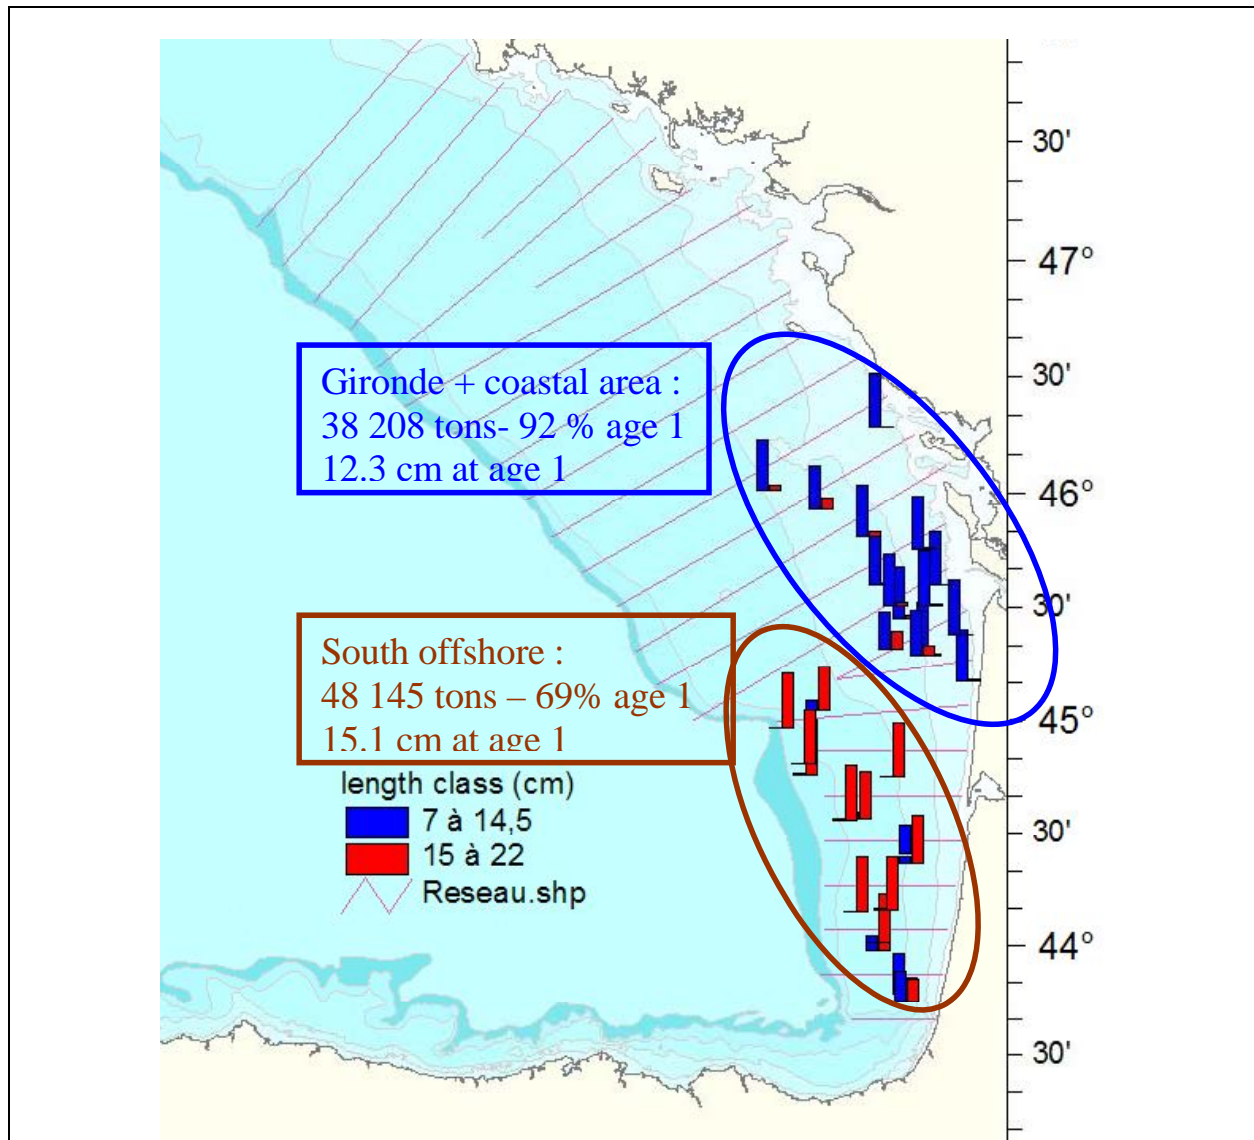 30'
47°
30'
Gironde + coastal area :
38 208 tons- 92 % age 1
12.3 cm at age 1
46°
30'
South offshore :
48 145 tons – 69% age 1
15.1 cm at age 1
45°
length class (cm)
7 à 14,5
15 à 22
Reseau.shp
30'
44°
30'